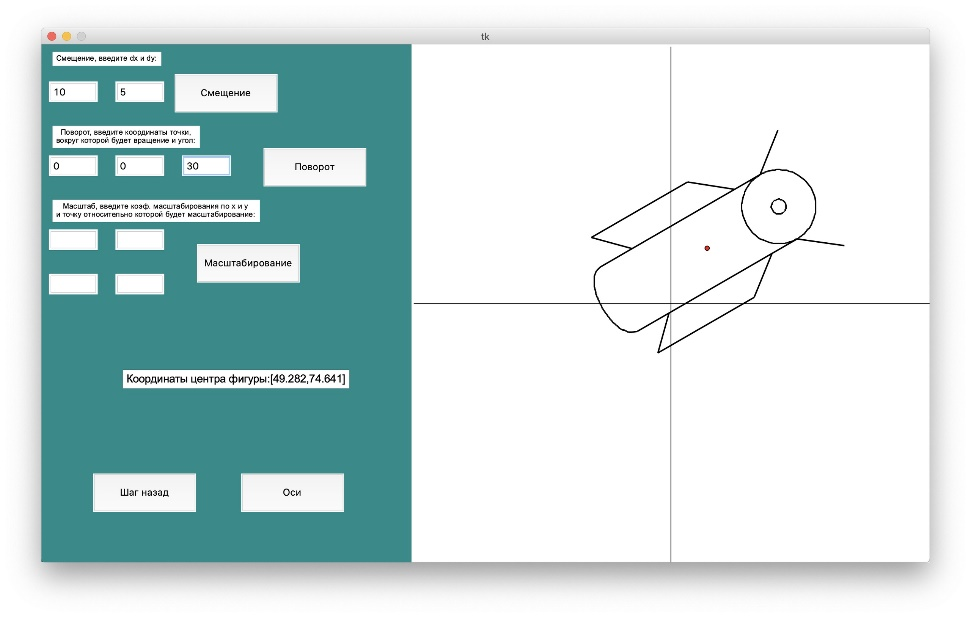 tk
Смещение, введите dx и dy:
10 5 Смещение
Поворот, введите координаты точки,
вокруг которой будет вращение и угол:
0 0 30 Поворот
Масштаб, введите коэф. масштабирования по x и y
и точку относительно которой будет масштабирование:
Масштабирование
Координаты центра фигуры:[49.282,74.641]
Шаг назад Оси